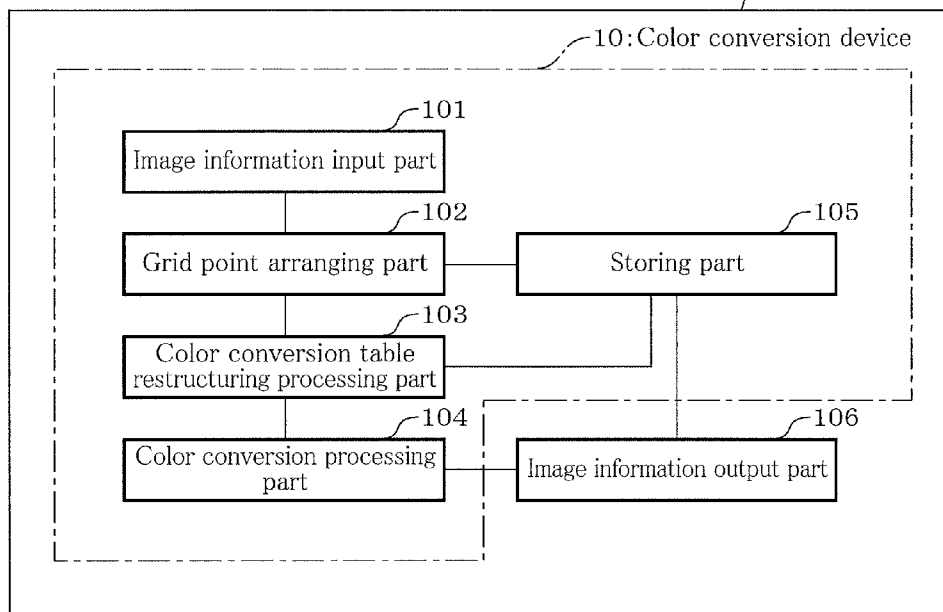 10:Color conversion device
101
Image information input part
102
Grid point arranging part
105
Storing part
103
Color conversion table
restructuring processing part
104
Color conversion processing
part
106
Image information output part